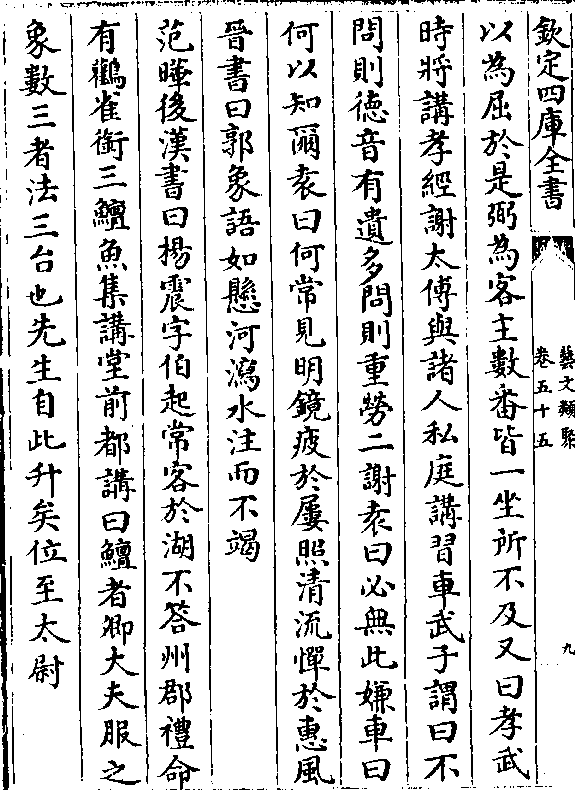 欽定四庫全書
藝文類聚
卷五十五
九
以為屈於是弼為客主數番皆一坐所不及又曰孝武
時將講孝經謝太傅與諸人私庭講習車武子謂曰不
問則德音有遺多問則重勞二謝袁曰必無此嫌車曰
何以知爾袁曰何常見明鏡疲於屢照清流憚於惠風
晉書曰郭象語如懸河瀉水注而不竭
范曄後漢書曰楊震字伯起常客於湖不答州郡禮命
有鸛雀銜三鱣魚集講堂前都講曰鱣者卿大夫服之
象數三者法三台也先生自此升矣位至太尉